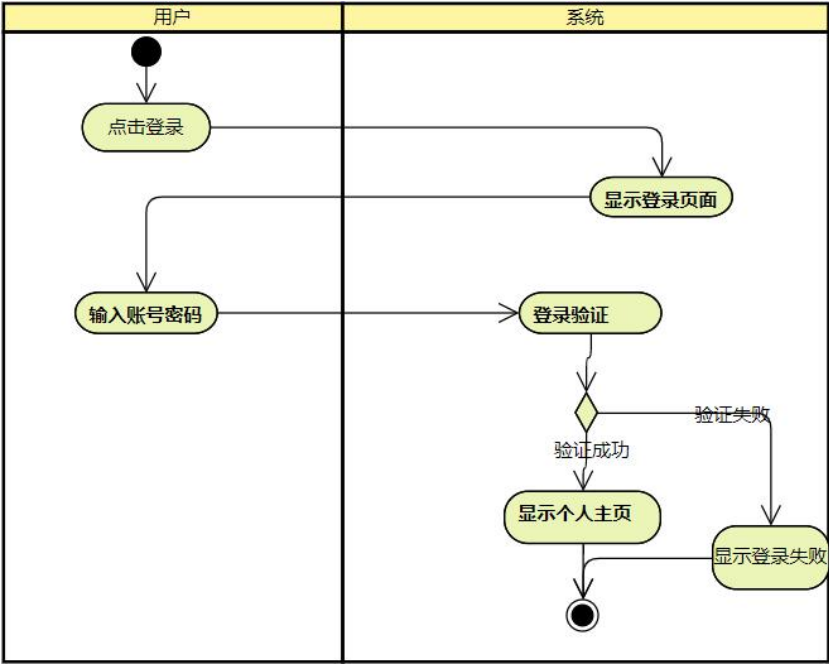 用户
系统
点击登录
显示登录页面
输入账号密码
登录验证
验证失败
验证成功
显示个人主页
显示登录失败